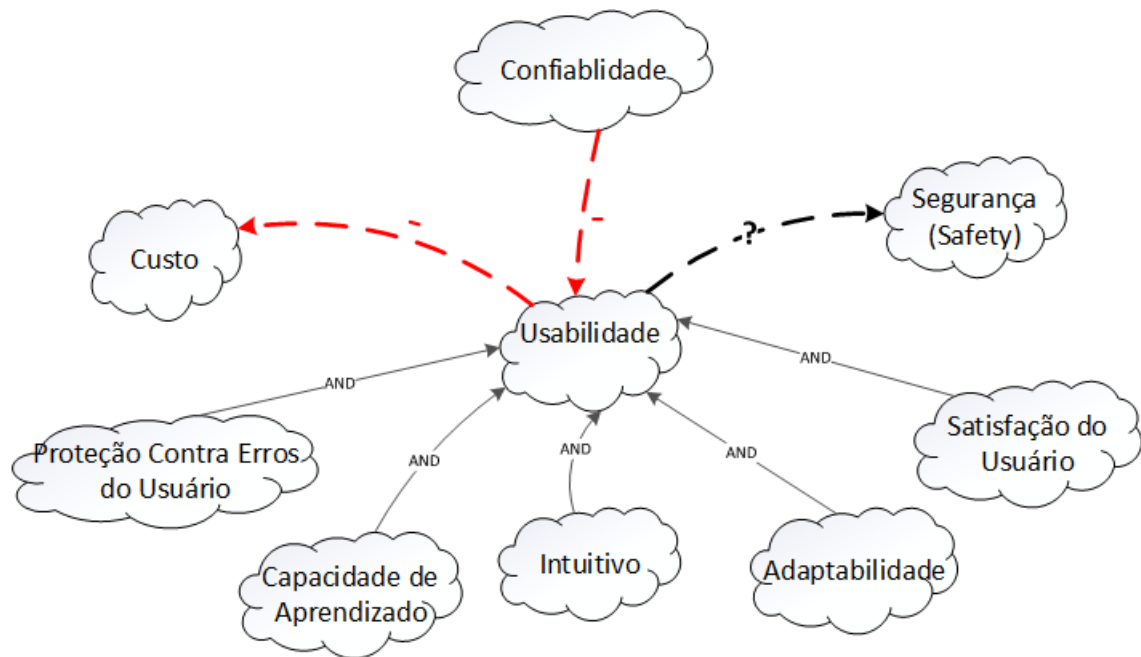 Confiablidade
Segurança
(Safety)
Custo
-
-
-?-
Usabilidade
AND
AND
AND
AND
AND
Proteção Contra Erros
do Usuário
Satisfação do
Usuário
Capacidade de
Aprendizado
Intuitivo
Adaptabilidade